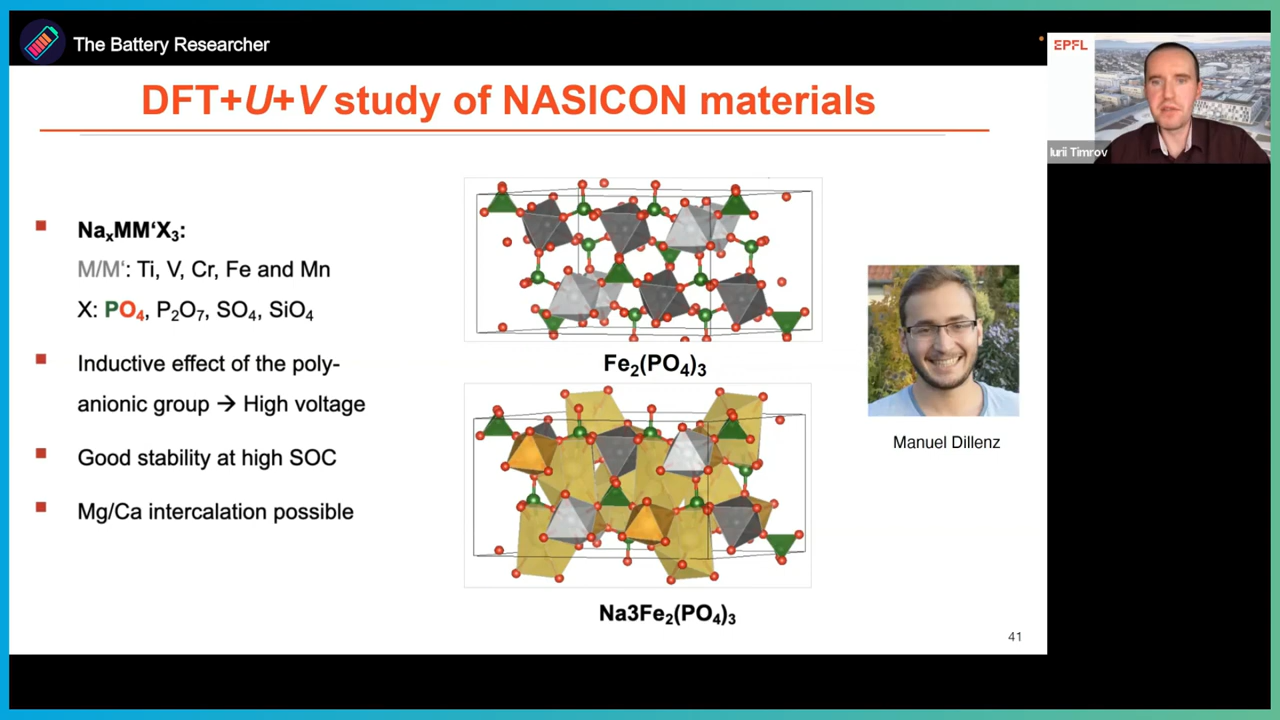 The Battery Researcher
EPFL
Iurii Timrov
DFT+U+V study of NASICON materials
NaₓMM‘X₃:
M/M‘: Ti, V, Cr, Fe and Mn
X: PO₄, P₂O₇, SO₄, SiO₄
Inductive effect of the poly-
anionic group → High voltage
Good stability at high SOC
Mg/Ca intercalation possible
Fe₂(PO₄)₃
Na3Fe₂(PO₄)₃
Manuel Dillenz
41